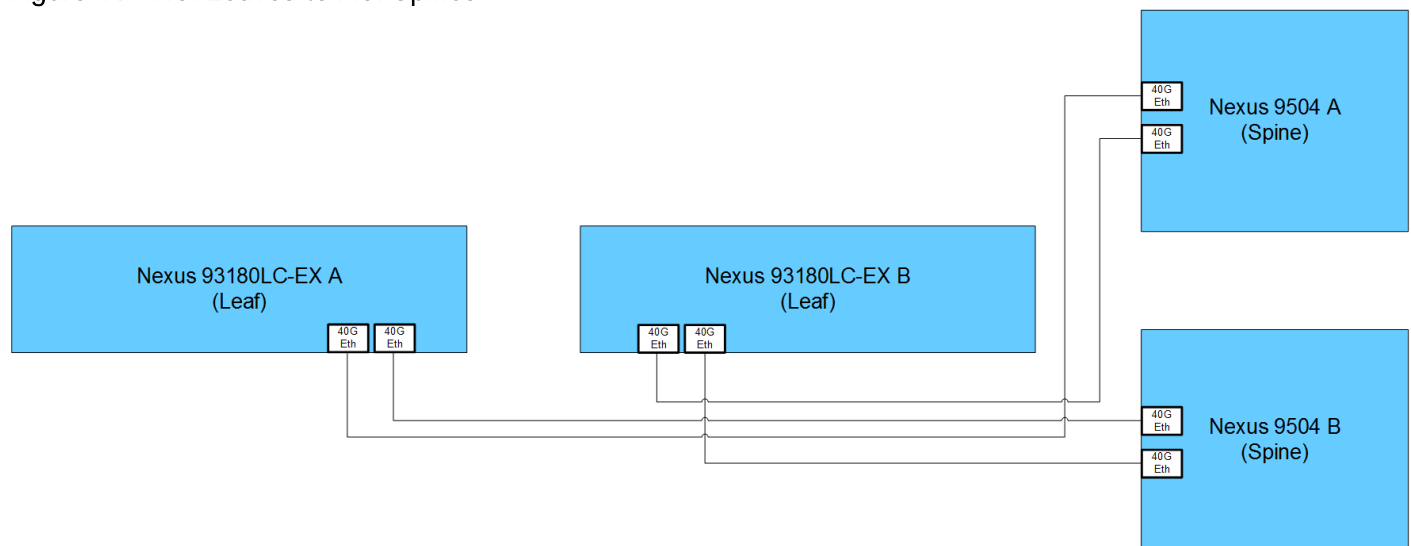 40G
Eth
40G
Eth
Nexus 9504 A
(Spine)
Nexus 93180LC-EX A
(Leaf)
40G
Eth
40G
Eth
Nexus 93180LC-EX B
(Leaf)
40G
Eth
40G
Eth
40G
Eth
40G
Eth
Nexus 9504 B
(Spine)